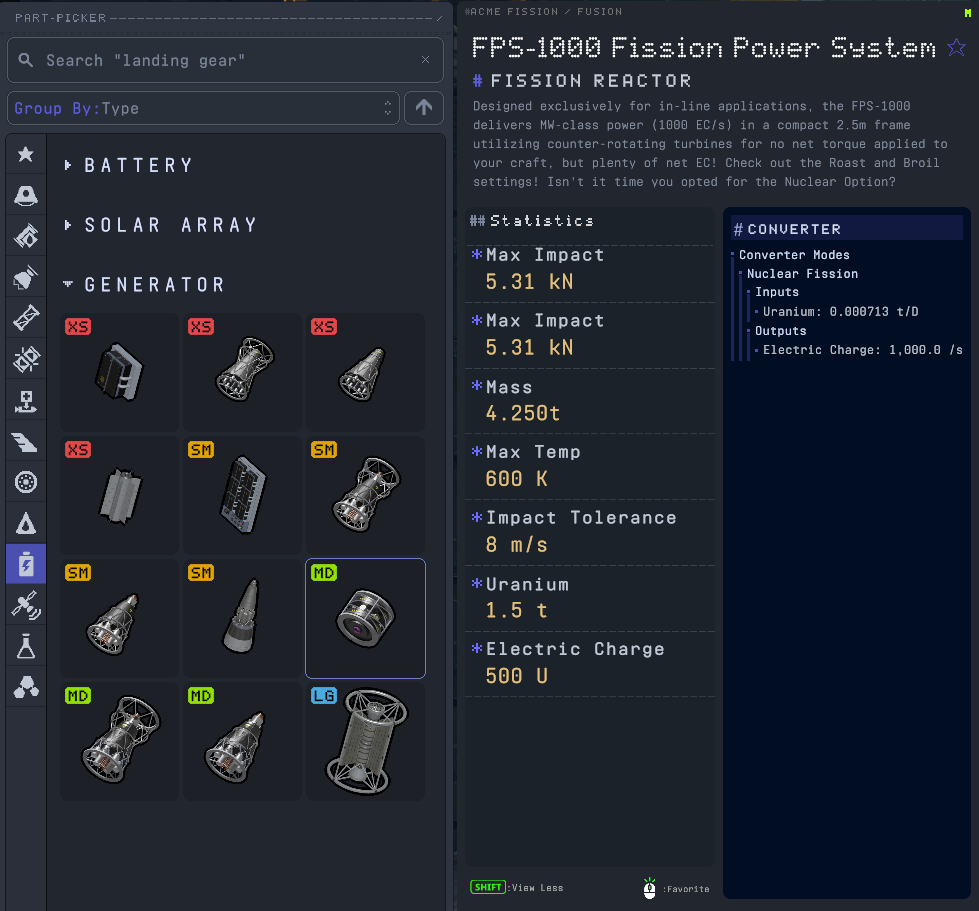 PART-PICKER
Search "landing gear"
Group By:Type
BATTERY
SOLAR ARRAY
GENERATOR
XS
XS
XS
XS
SM
SM
SM
SM
MD
MD
MD
LG
#ACME FISSION / FUSION
M
FPS-1000 Fission Power System
# FISSION REACTOR
Designed exclusively for in-line applications, the FPS-1000
delivers MW-class power (1000 EC/s) in a compact 2.5m frame
utilizing counter-rotating turbines for no net torque applied to
your craft, but plenty of net EC! Check out the Roast and Broil
settings! Isn't it time you opted for the Nuclear Option?
## Statistics
*Max Impact
5.31 kN
*Max Impact
5.31 kN
*Mass
4.250t
*Max Temp
600 K
*Impact Tolerance
8 m/s
*Uranium
1.5 t
*Electric Charge
500 U
SHIFT:View Less
:Favorite
# CONVERTER
Converter Modes
Nuclear Fission
Inputs
Uranium: 0.000713 t/D
Outputs
Electric Charge: 1,000.0 /s